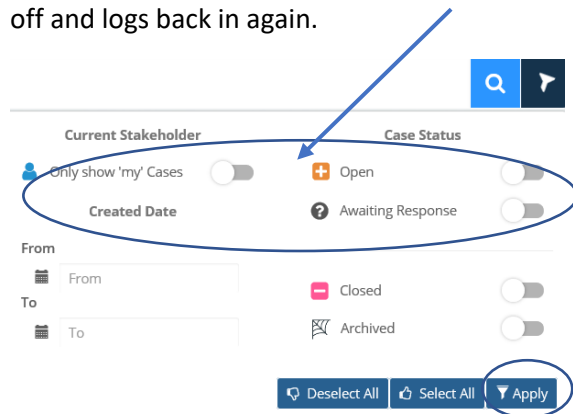 off and logs back in again.
Current Stakeholder
Case Status
Only show 'my' Cases
Open
Created Date
Awaiting Response
From
From
Closed
To
To
Archived
Deselect All
Select All
Apply